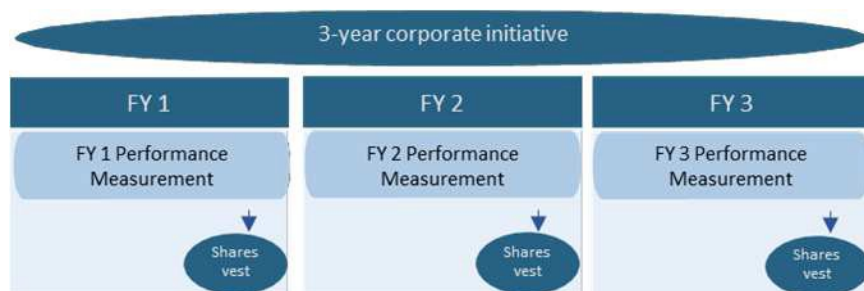 3-year corporate initiative
FY 1
FY 2
FY 3
FY 1 Performance
Measurement
FY 2 Performance
Measurement
FY 3 Performance
Measurement
Shares
vest
Shares
vest
Shares
vest